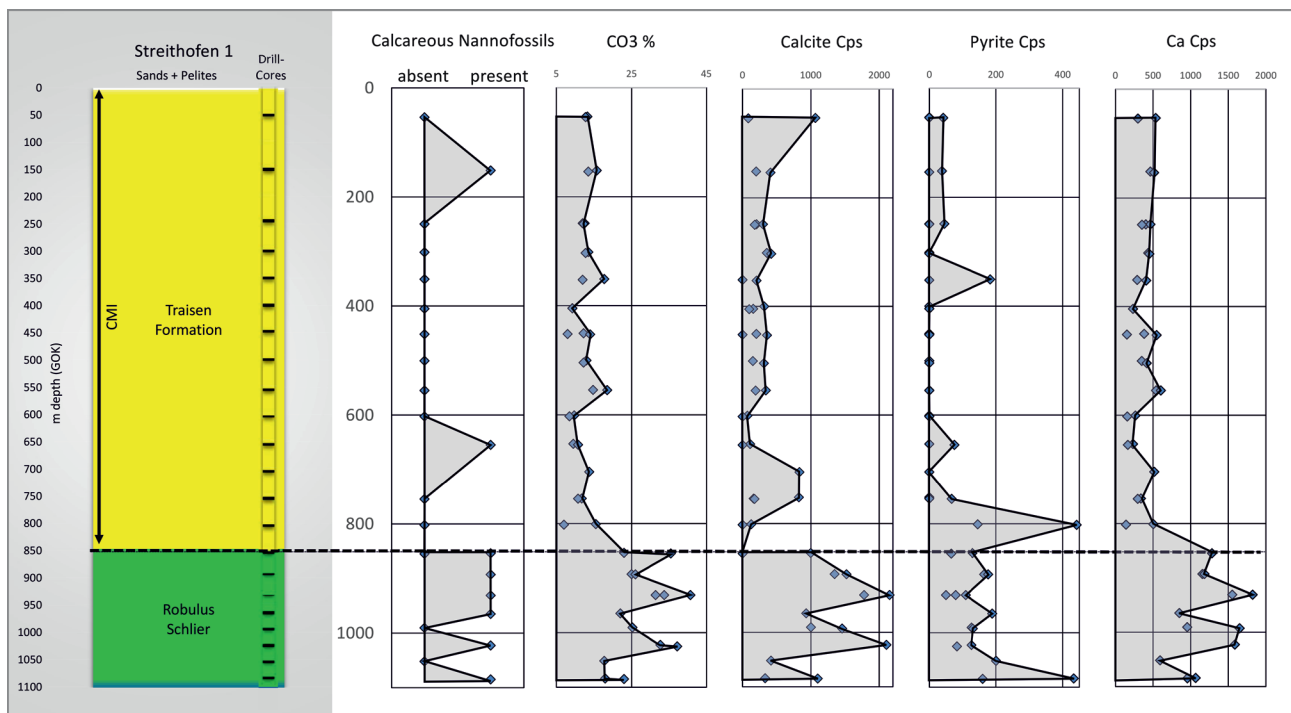 Streithofen 1
Sands + Pelites
Drill-
Cores
0
50
100
150
200
250
300
350
400
450
500
550
600
650
700
750
800
850
900
950
1000
1050
1100
m depth (GOK)
CMI
Traisen
Formation
Robulus
Schlier
Calcareous Nannofossils
absent present
0
200
400
600
800
1000
CO3 %
5 25 45
Calcite Cps
0 1000 2000
Pyrite Cps
0 200 400
Ca Cps
0 500 1000 1500 2000